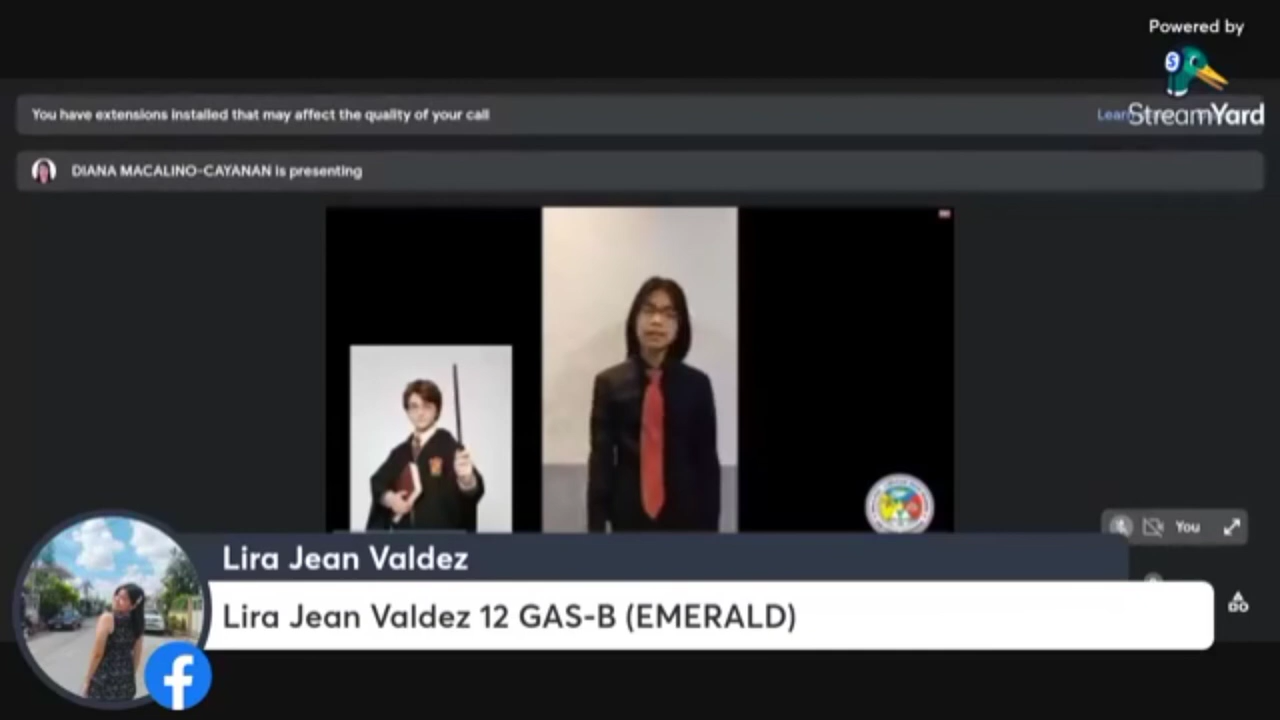 Powered by
StreamYard
You have extensions installed that may affect the quality of your call
Learn
DIANA MACALINO-CAYANAN is presenting
You
Lira Jean Valdez
Lira Jean Valdez 12 GAS-B (EMERALD)